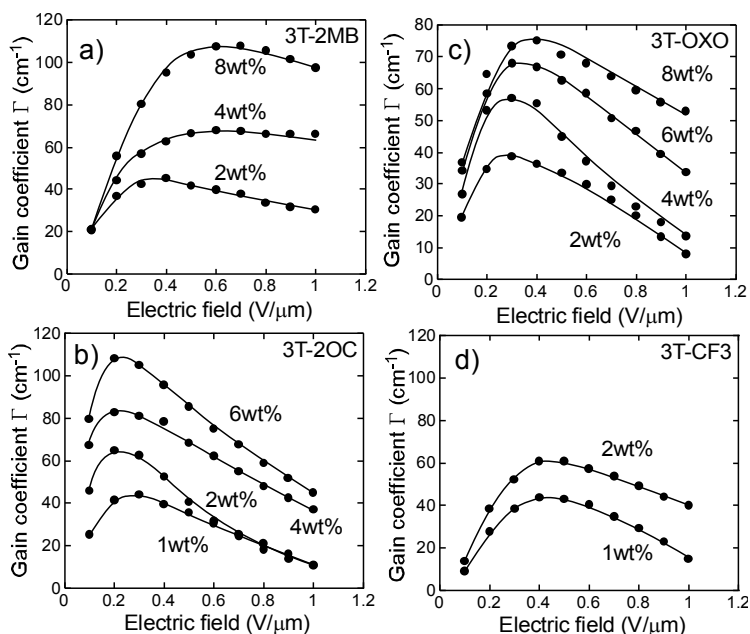 a)
3T-2MB
120
100
80
60
40
20
0
8wt%
4wt%
2wt%
0 0.2 0.4 0.6 0.8 1 1.2
Electric field (V/μm)
Gain coefficient Γ (cm⁻¹)
c)
3T-OXO
80
70
60
50
40
30
20
10
0
8wt%
6wt%
4wt%
2wt%
0 0.2 0.4 0.6 0.8 1 1.2
Electric field (V/μm)
Gain coefficient Γ (cm⁻¹)
b)
3T-2OC
120
100
80
60
40
20
0
6wt%
2wt%
4wt%
1wt%
0 0.2 0.4 0.6 0.8 1 1.2
Electric field (V/μm)
Gain coefficient Γ (cm⁻¹)
d)
3T-CF3
120
100
80
60
40
20
0
2wt%
1wt%
0 0.2 0.4 0.6 0.8 1 1.2
Electric field (V/μm)
Gain coefficient Γ (cm⁻¹)